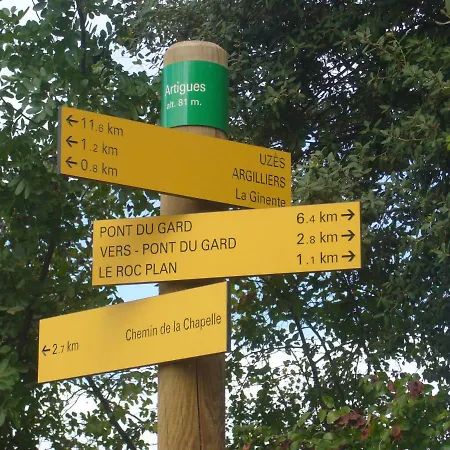 Artigues
alt. 81 m.
← 11.6 km UZÈS
← 1.2 km ARGILLIERS
← 0.8 km La Ginente
PONT DU GARD 6.4 km →
VERS - PONT DU GARD 2.8 km →
LE ROC PLAN 1.1 km →
← 2.7 km Chemin de la Chapelle